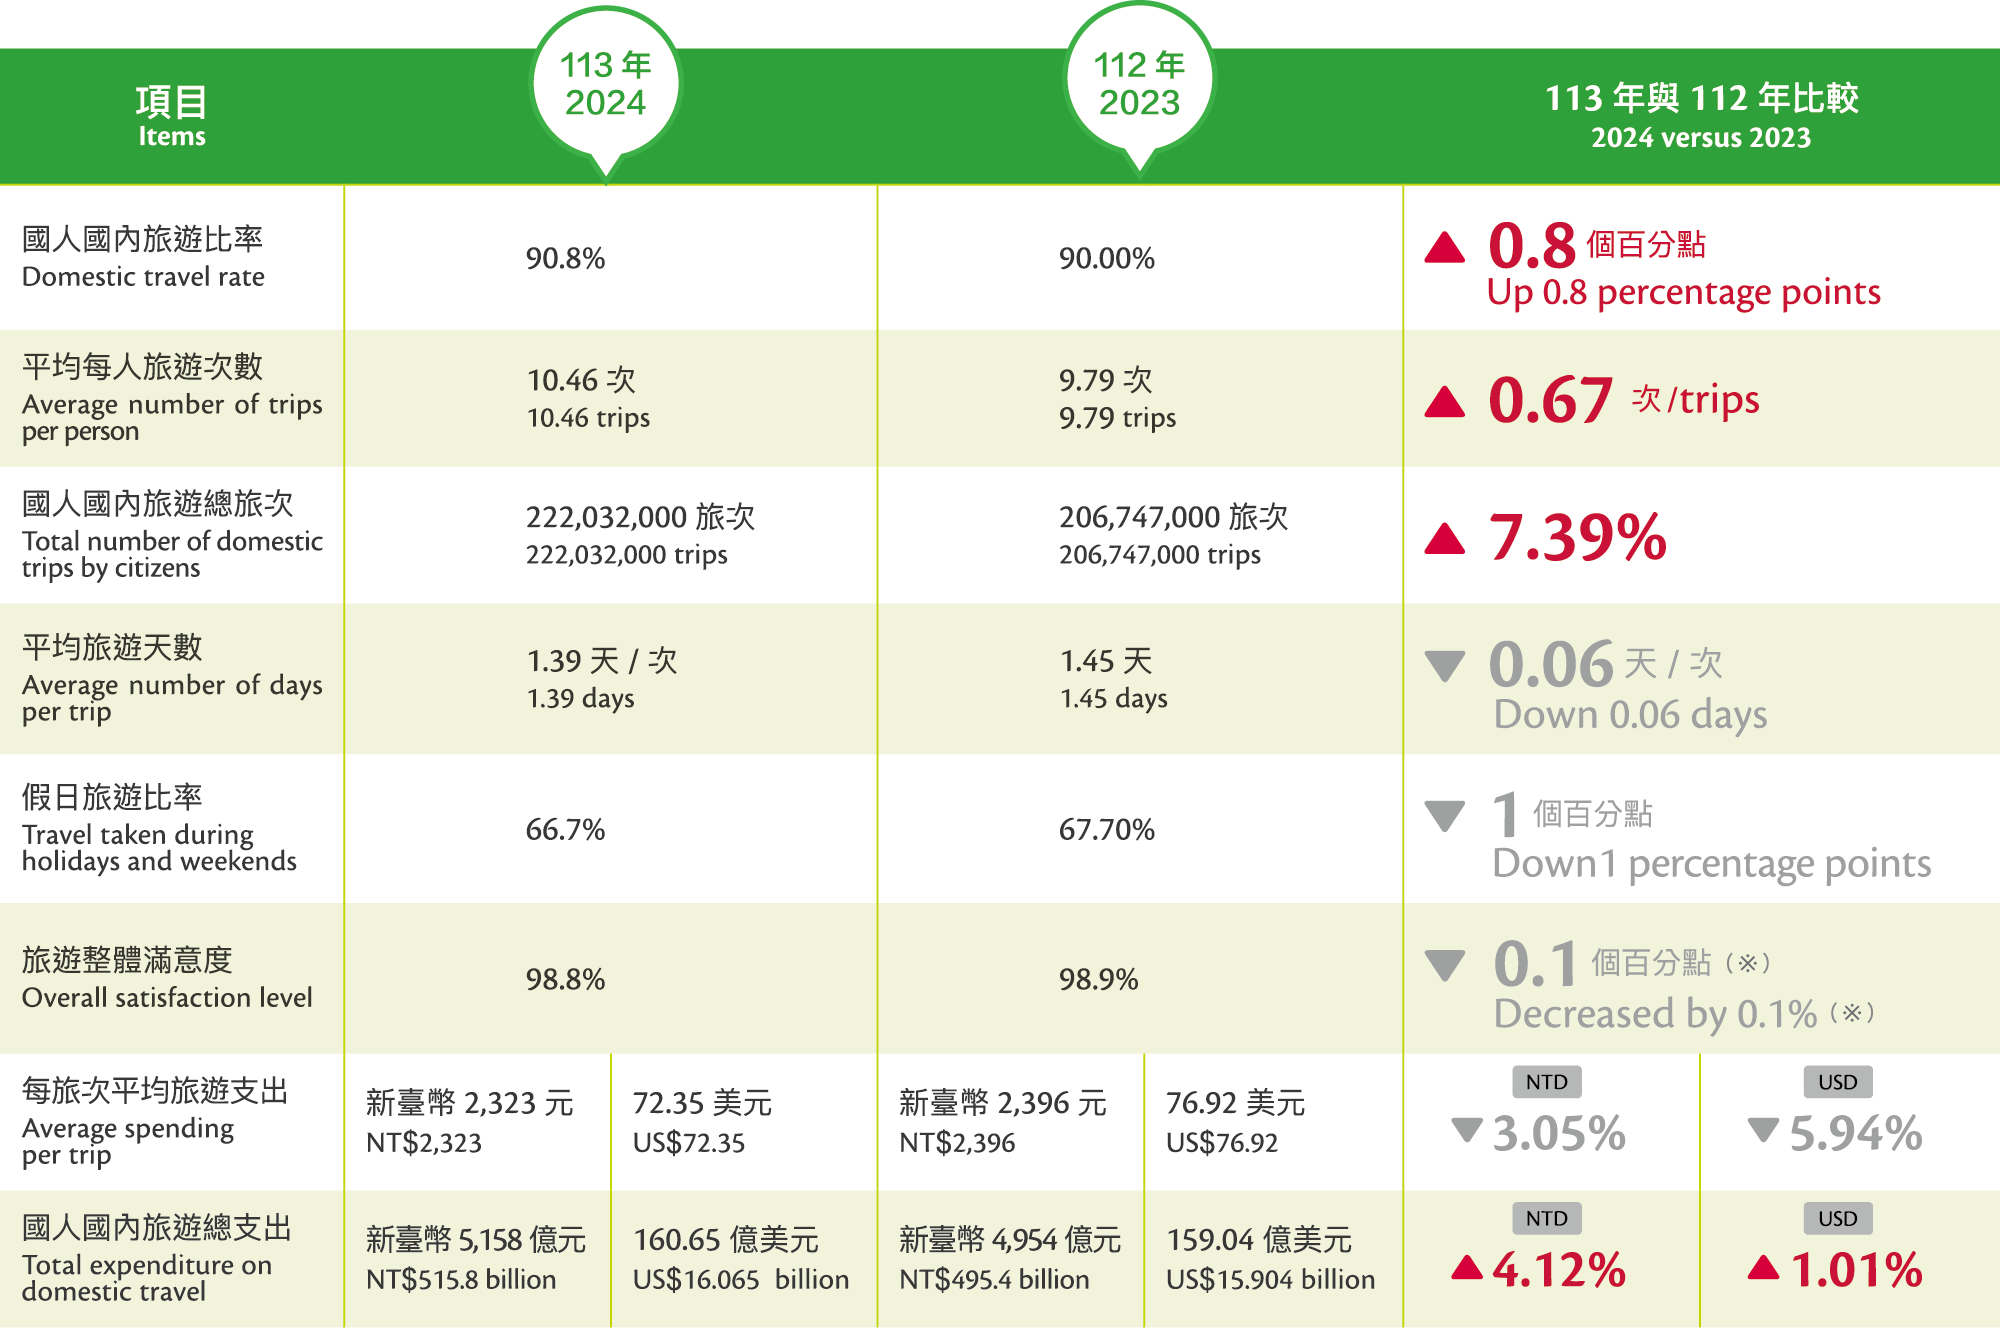 項目
Items
113 年
2024
112 年
2023
113 年與 112 年比較
2024 versus 2023
國人國內旅遊比率
Domestic travel rate
90.8%
90.00%
0.8 個百分點
Up 0.8 percentage points
平均每人旅遊次數
Average number of trips
per person
10.46 次
10.46 trips
9.79 次
9.79 trips
0.67 次/trips
國人國內旅遊總旅次
Total number of domestic
trips by citizens
222,032,000 旅次
222,032,000 trips
206,747,000 旅次
206,747,000 trips
7.39%
平均旅遊天數
Average number of days
per trip
1.39 天 / 次
1.39 days
1.45 天
1.45 days
0.06 天 / 次
Down 0.06 days
假日旅遊比率
Travel taken during
holidays and weekends
66.7%
67.70%
1 個百分點
Down1 percentage points
旅遊整體滿意度
Overall satisfaction level
98.8%
98.9%
0.1 個百分點（※）
Decreased by 0.1%（※）
每旅次平均旅遊支出
Average spending
per trip
新臺幣 2,323 元
NT$2,323
72.35 美元
US$72.35
新臺幣 2,396 元
NT$2,396
76.92 美元
US$76.92
NTD
3.05%
USD
5.94%
國人國內旅遊總支出
Total expenditure on
domestic travel
新臺幣 5,158 億元
NT$515.8 billion
160.65 億美元
US$16.065 billion
新臺幣 4,954 億元
NT$495.4 billion
159.04 億美元
US$15.904 billion
NTD
4.12%
USD
1.01%